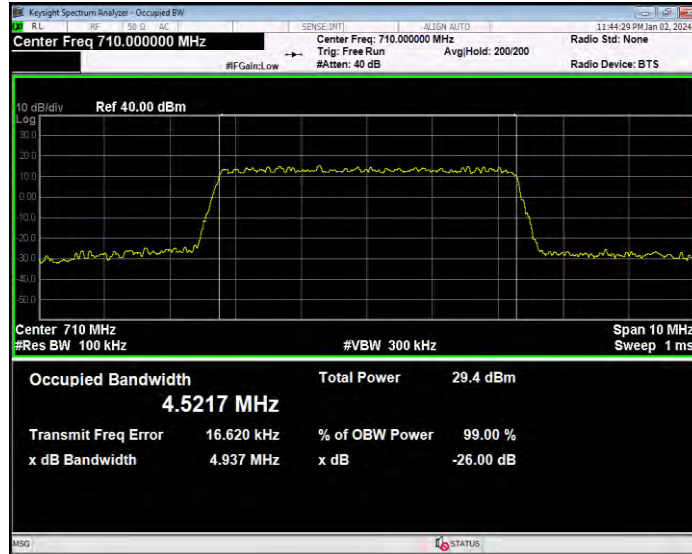 Keysight Spectrum Analyzer - Occupied BW
RL RF 50 Ω AC SENSE:INT ALIGN AUTO 11:44:29 PM Jan 02, 2024
Center Freq 710.000000 MHz Center Freq: 710.000000 MHz Radio Std: None
Trig: Free Run Avg|Hold: 200/200
#IFGain:Low #Atten: 40 dB Radio Device: BTS
10 dB/div Ref 40.00 dBm
Log
30.0
20.0
10.0
0.00
-10.0
-20.0
-30.0
-40.0
-50.0
Center 710 MHz Span 10 MHz
#Res BW 100 kHz #VBW 300 kHz Sweep 1 ms
Occupied Bandwidth Total Power 29.4 dBm
4.5217 MHz
Transmit Freq Error 16.620 kHz % of OBW Power 99.00 %
x dB Bandwidth 4.937 MHz x dB -26.00 dB
MSG STATUS